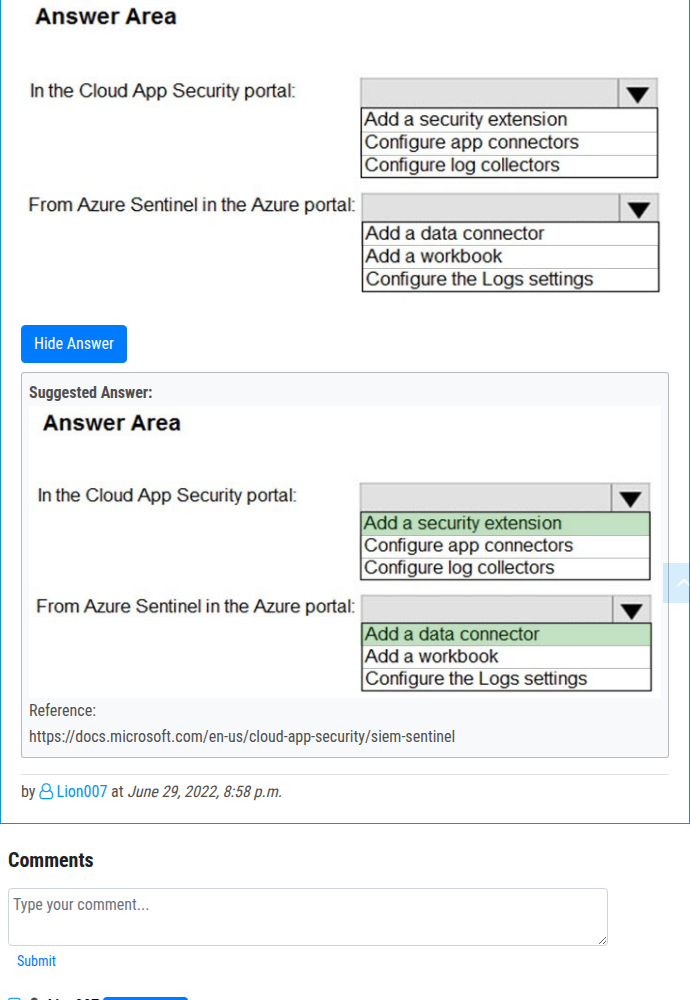 Answer Area
In the Cloud App Security portal:
Add a security extension
Configure app connectors
Configure log collectors
From Azure Sentinel in the Azure portal:
Add a data connector
Add a workbook
Configure the Logs settings
Hide Answer
Suggested Answer:
Answer Area
In the Cloud App Security portal:
Add a security extension
Configure app connectors
Configure log collectors
From Azure Sentinel in the Azure portal:
Add a data connector
Add a workbook
Configure the Logs settings
Reference:
https://docs.microsoft.com/en-us/cloud-app-security/siem-sentinel
by Lion007 at June 29, 2022, 8:58 p.m.
Comments
Type your comment...
Submit